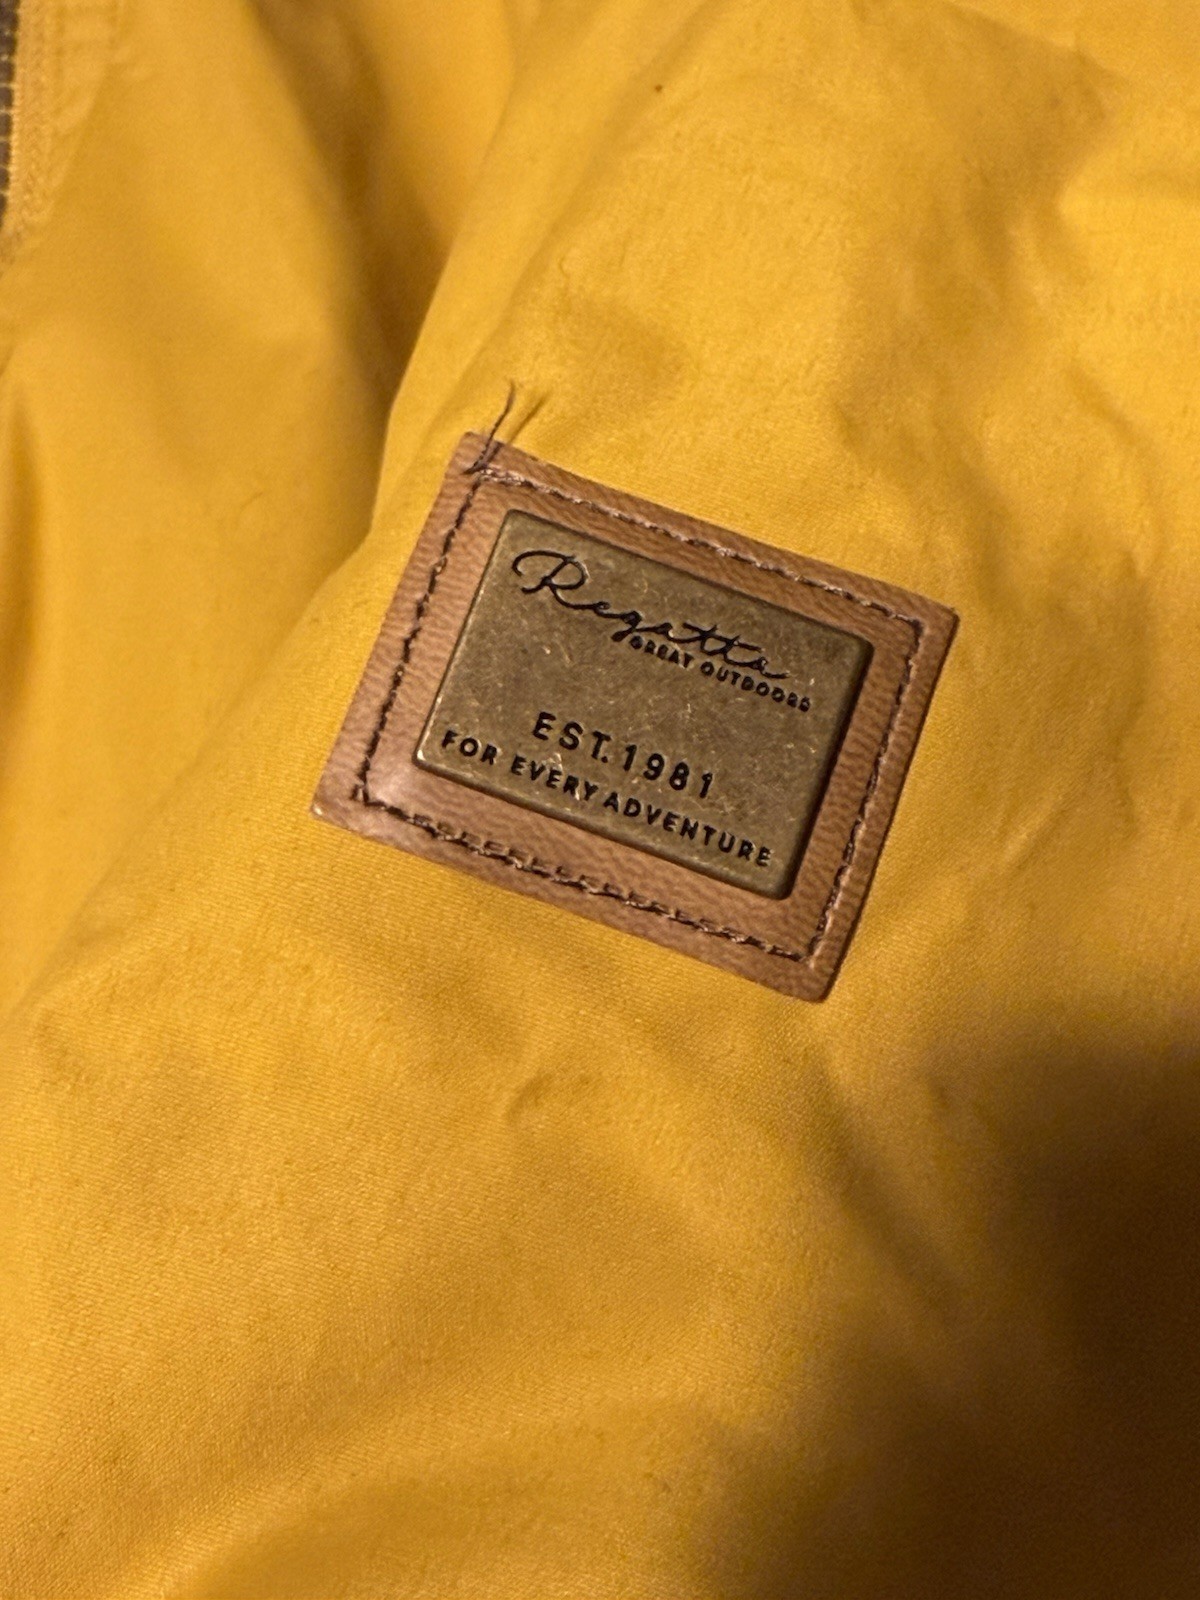 Regatta
GREAT OUTDOORS
EST. 1981
FOR EVERY ADVENTURE